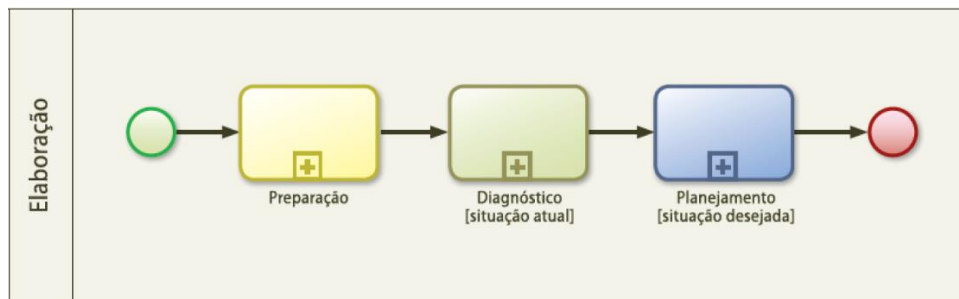 Elaboração
Preparação
Diagnóstico
[situação atual]
Planejamento
[situação desejada]